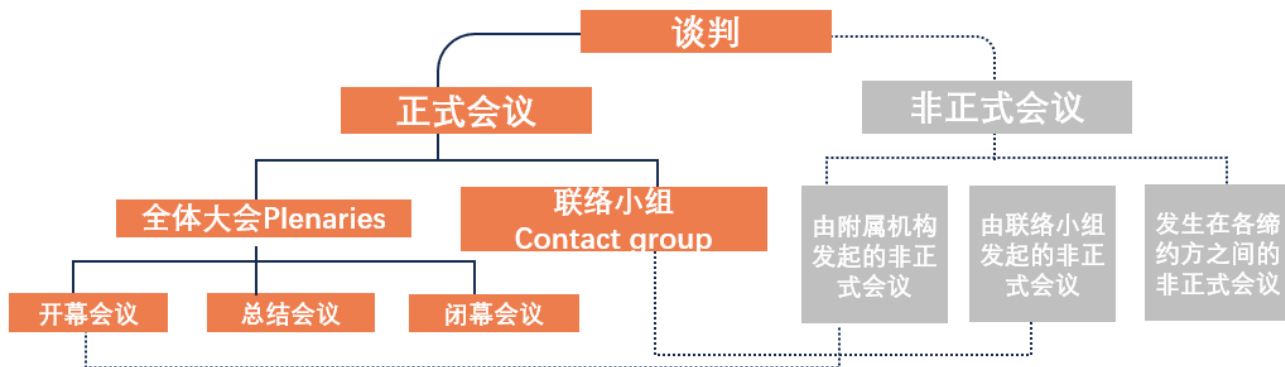 谈判
正式会议
非正式会议
全体大会Plenaries
联络小组
Contact group
由附属机构
发起的非正
式会议
由联络小组
发起的非正
式会议
发生在各缔
约方之间的
非正式会议
开幕会议
总结会议
闭幕会议